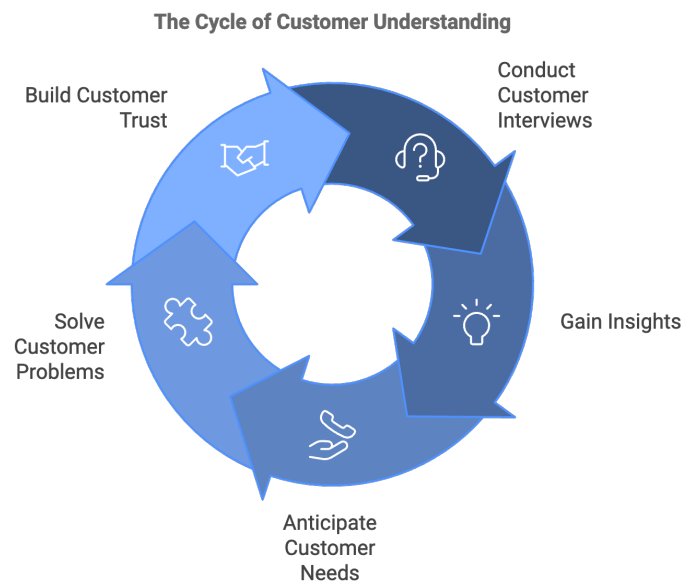 The Cycle of Customer Understanding
Conduct
Customer
Interviews
Gain Insights
Anticipate
Customer
Needs
Solve
Customer
Problems
Build Customer
Trust
?